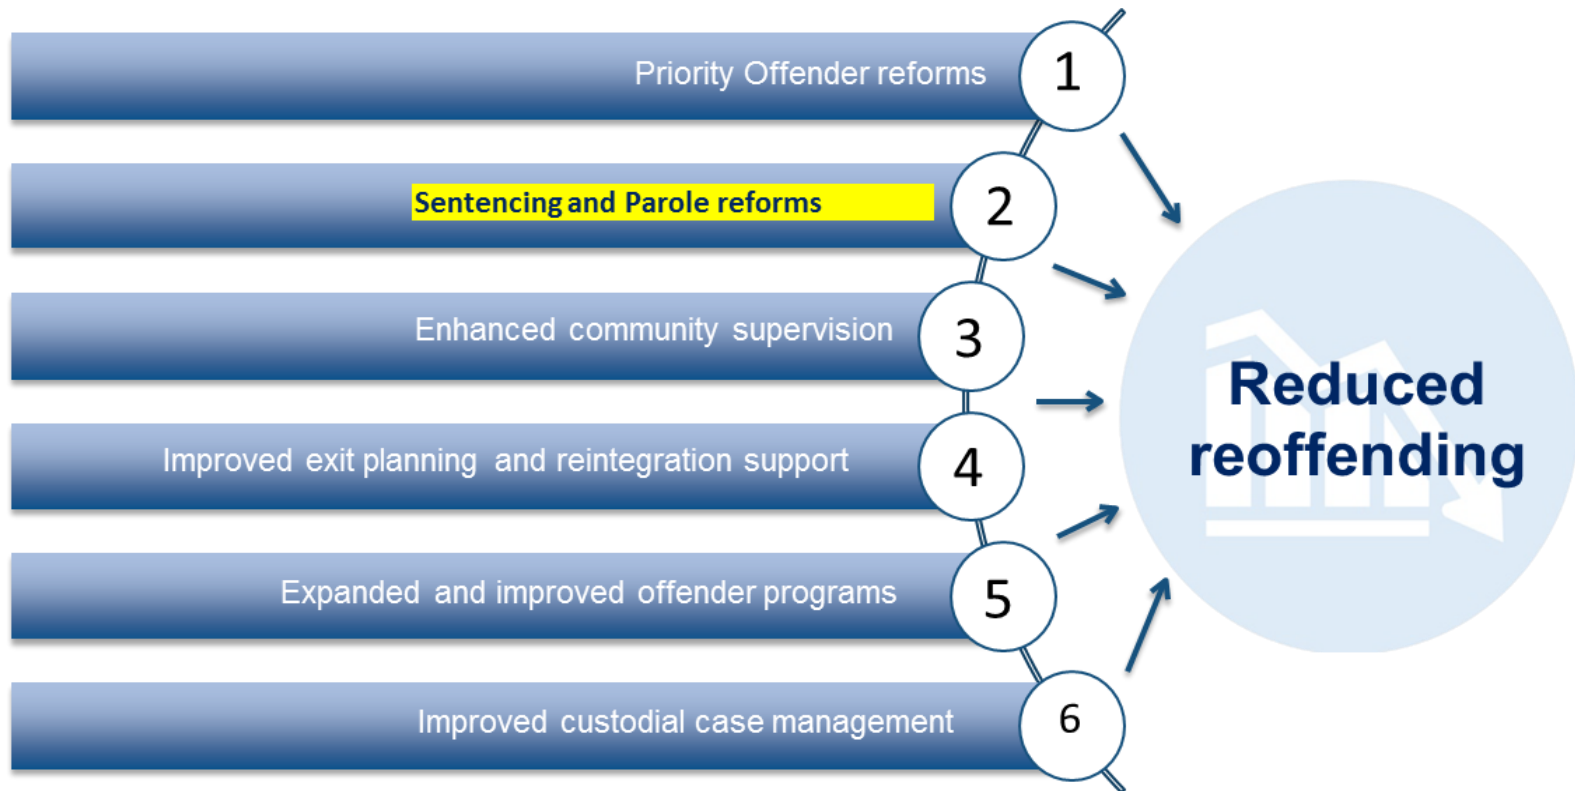 Priority Offender reforms
1
Sentencing and Parole reforms
2
Enhanced community supervision
3
Improved exit planning and reintegration support
4
Expanded and improved offender programs
5
Improved custodial case management
6
Reduced
reoffending